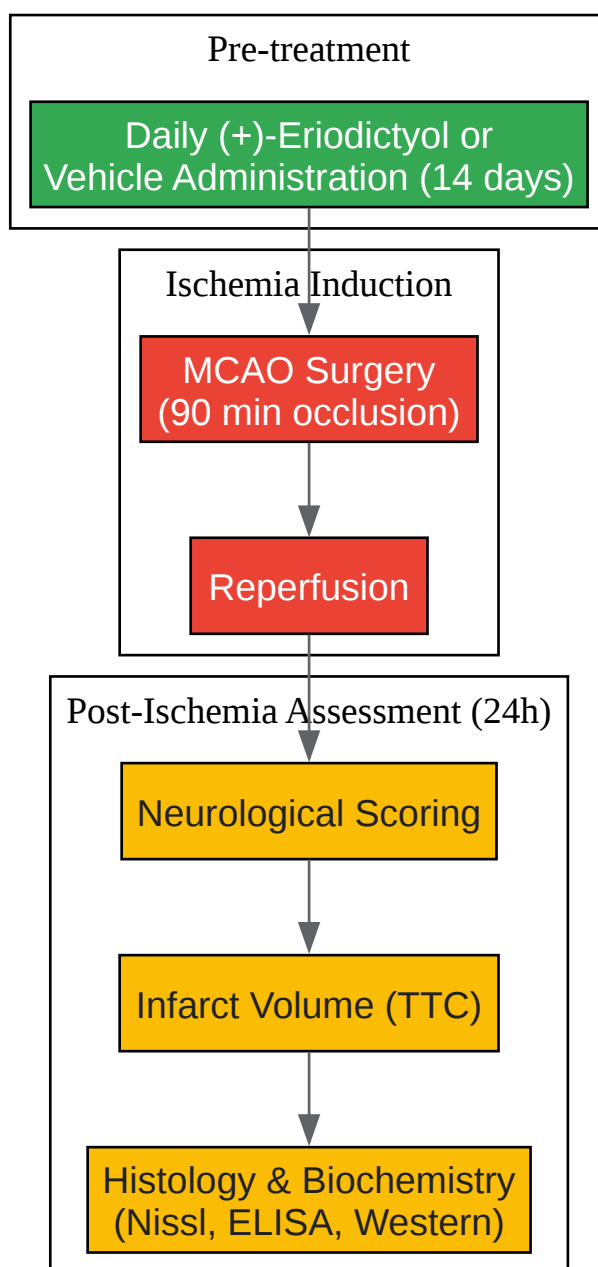 Pre-treatment
Daily (+)-Eriodictyol or
Vehicle Administration (14 days)
Ischemia Induction
MCAO Surgery
(90 min occlusion)
Reperfusion
Post-Ischemia Assessment (24h)
Neurological Scoring
Infarct Volume (TTC)
Histology & Biochemistry
(Nissl, ELISA, Western)